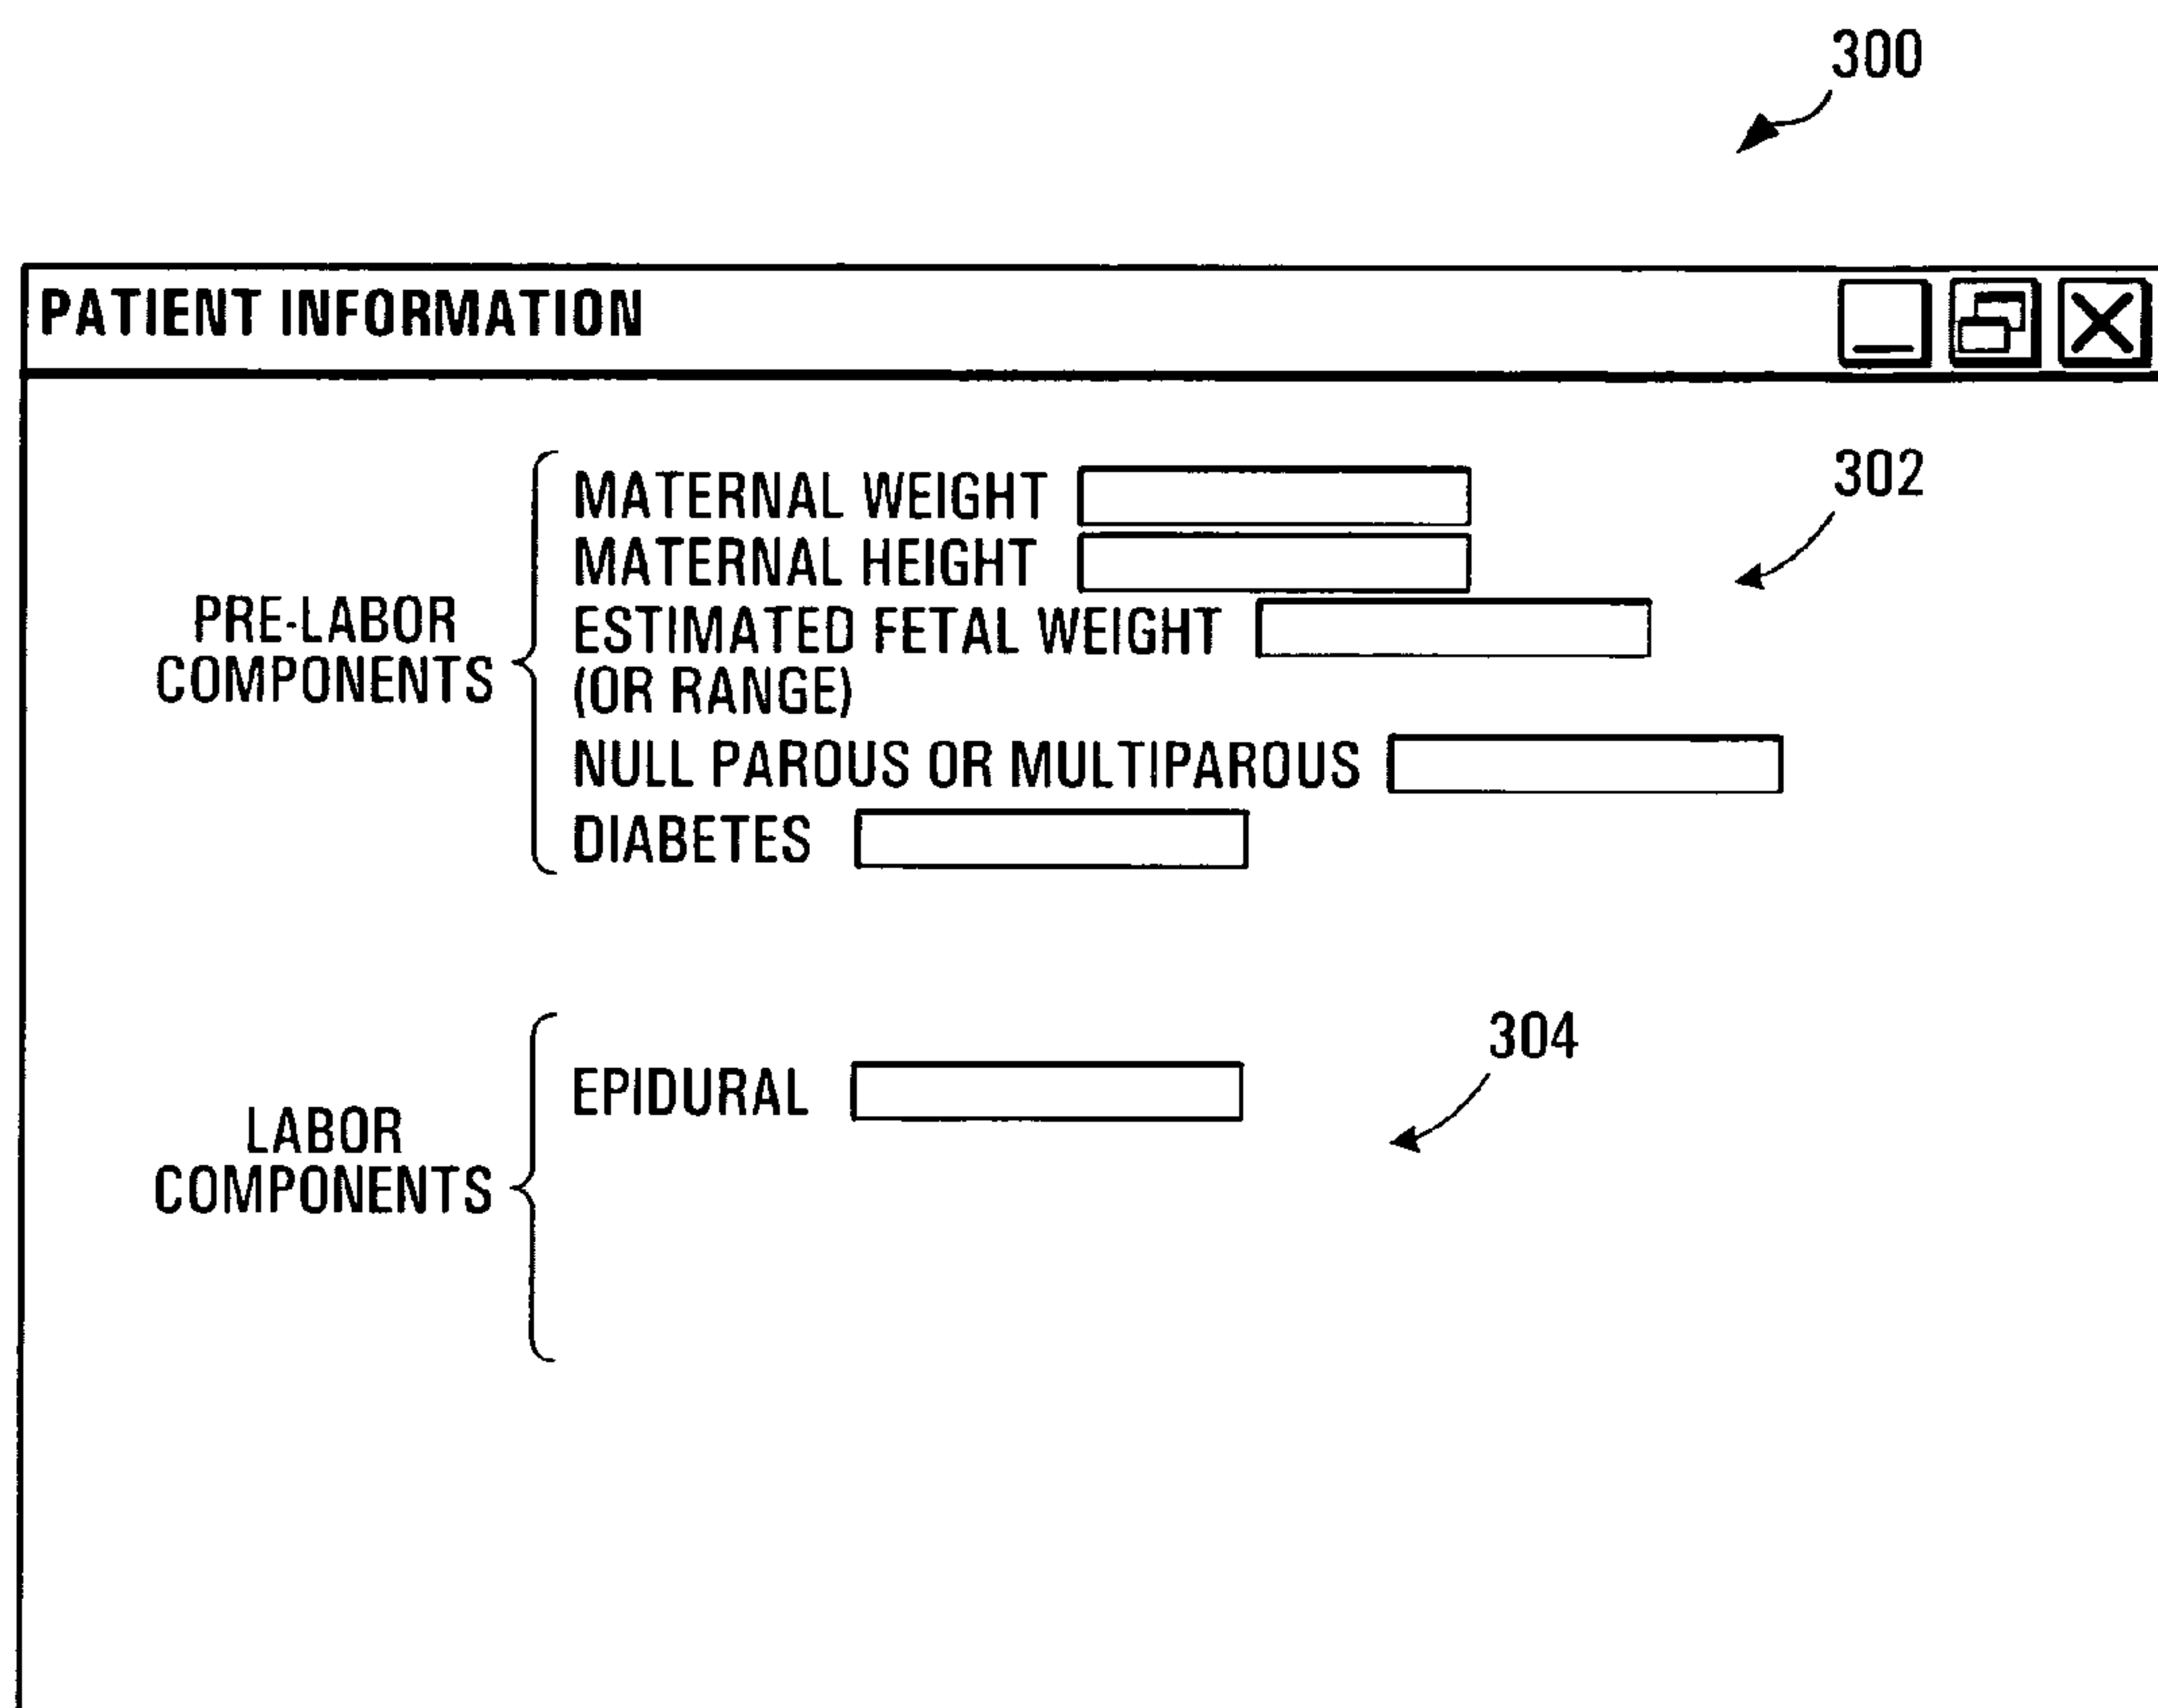 300
PATIENT INFORMATION
302
PRE-LABOR
COMPONENTS
MATERNAL WEIGHT
MATERNAL HEIGHT
ESTIMATED FETAL WEIGHT
(OR RANGE)
NULL PAROUS OR MULTIPAROUS
DIABETES
304
LABOR
COMPONENTS
EPIDURAL